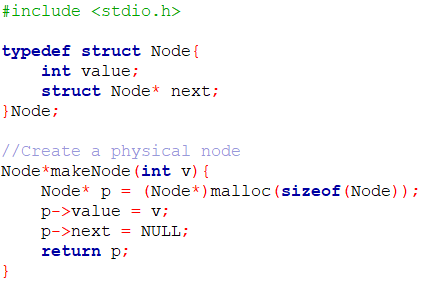 #include <stdio.h>

typedef struct Node{
    int value;
    struct Node* next;
}Node;

//Create a physical node
Node*makeNode(int v){
    Node* p = (Node*)malloc(sizeof(Node));
    p->value = v;
    p->next = NULL;
    return p;
}